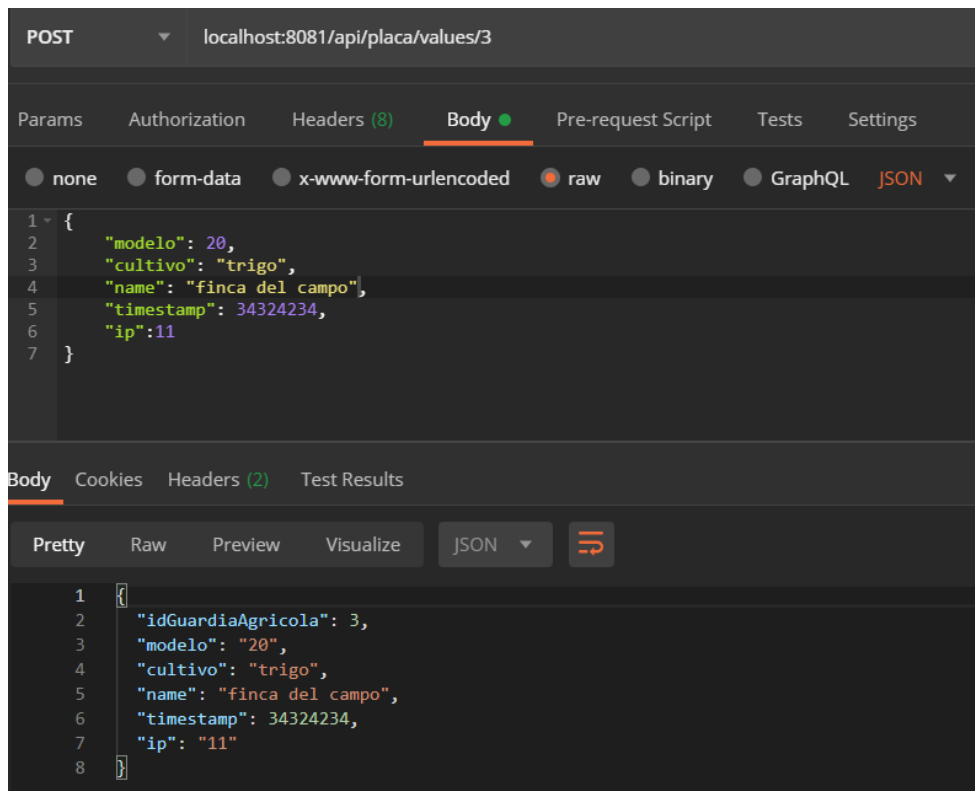 POST localhost:8081/api/placa/values/3
Params Authorization Headers (8) Body Pre-request Script Tests Settings
none form-data x-www-form-urlencoded raw binary GraphQL JSON
1 {
2 "modelo": 20,
3 "cultivo": "trigo",
4 "name": "finca del campo",
5 "timestamp": 34324234,
6 "ip":11
7 }
Body Cookies Headers (2) Test Results
Pretty Raw Preview Visualize JSON
1 {
2 "idGuardiaAgricola": 3,
3 "modelo": "20",
4 "cultivo": "trigo",
5 "name": "finca del campo",
6 "timestamp": 34324234,
7 "ip": "11"
8 }